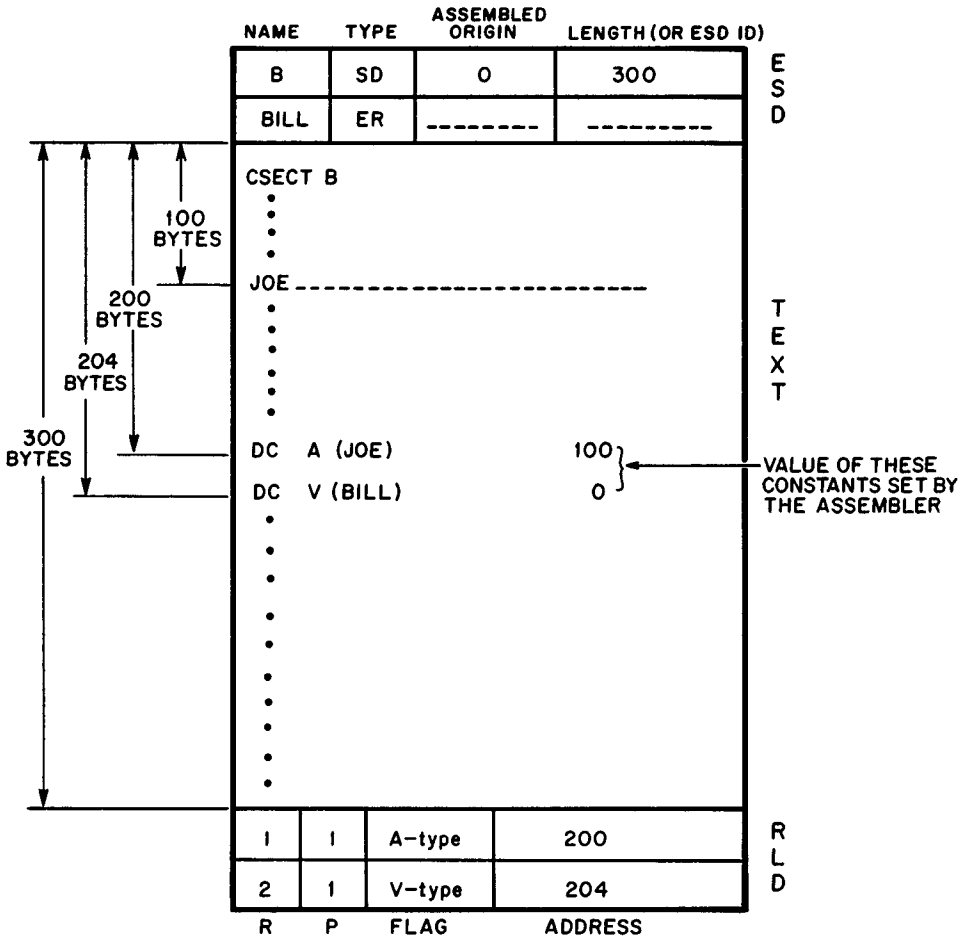 NAME TYPE ASSEMBLED ORIGIN LENGTH (OR ESD ID)
B SD 0 300
BILL ER
ESD
CSECT B
100 BYTES
JOE
200 BYTES
204 BYTES
300 BYTES
TEXT
DC A (JOE) 100
DC V (BILL) 0
VALUE OF THESE
CONSTANTS SET BY
THE ASSEMBLER
1 1 A-type 200
2 1 V-type 204
RLD
R P FLAG ADDRESS